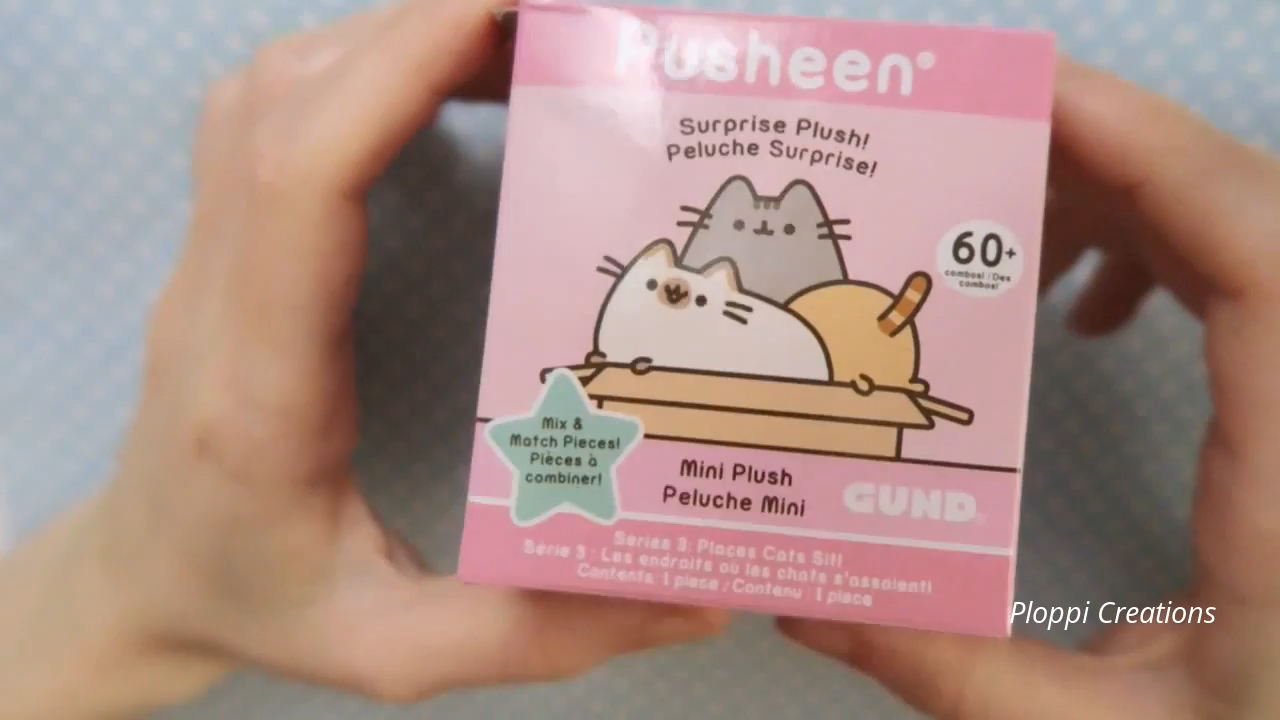 Pusheen®
Surprise Plush!
Peluche Surprise!
60+
combos! / Des
combos!
Mix &
Match Pieces!
Pièces à
combiner!
Mini Plush
Peluche Mini
GUND
Series 3: Places Cats Sit!
Série 3 : Les endroits où les chats s'assoient!
Contents: 1 piece / Contenu : 1 pièce
Ploppi Creations